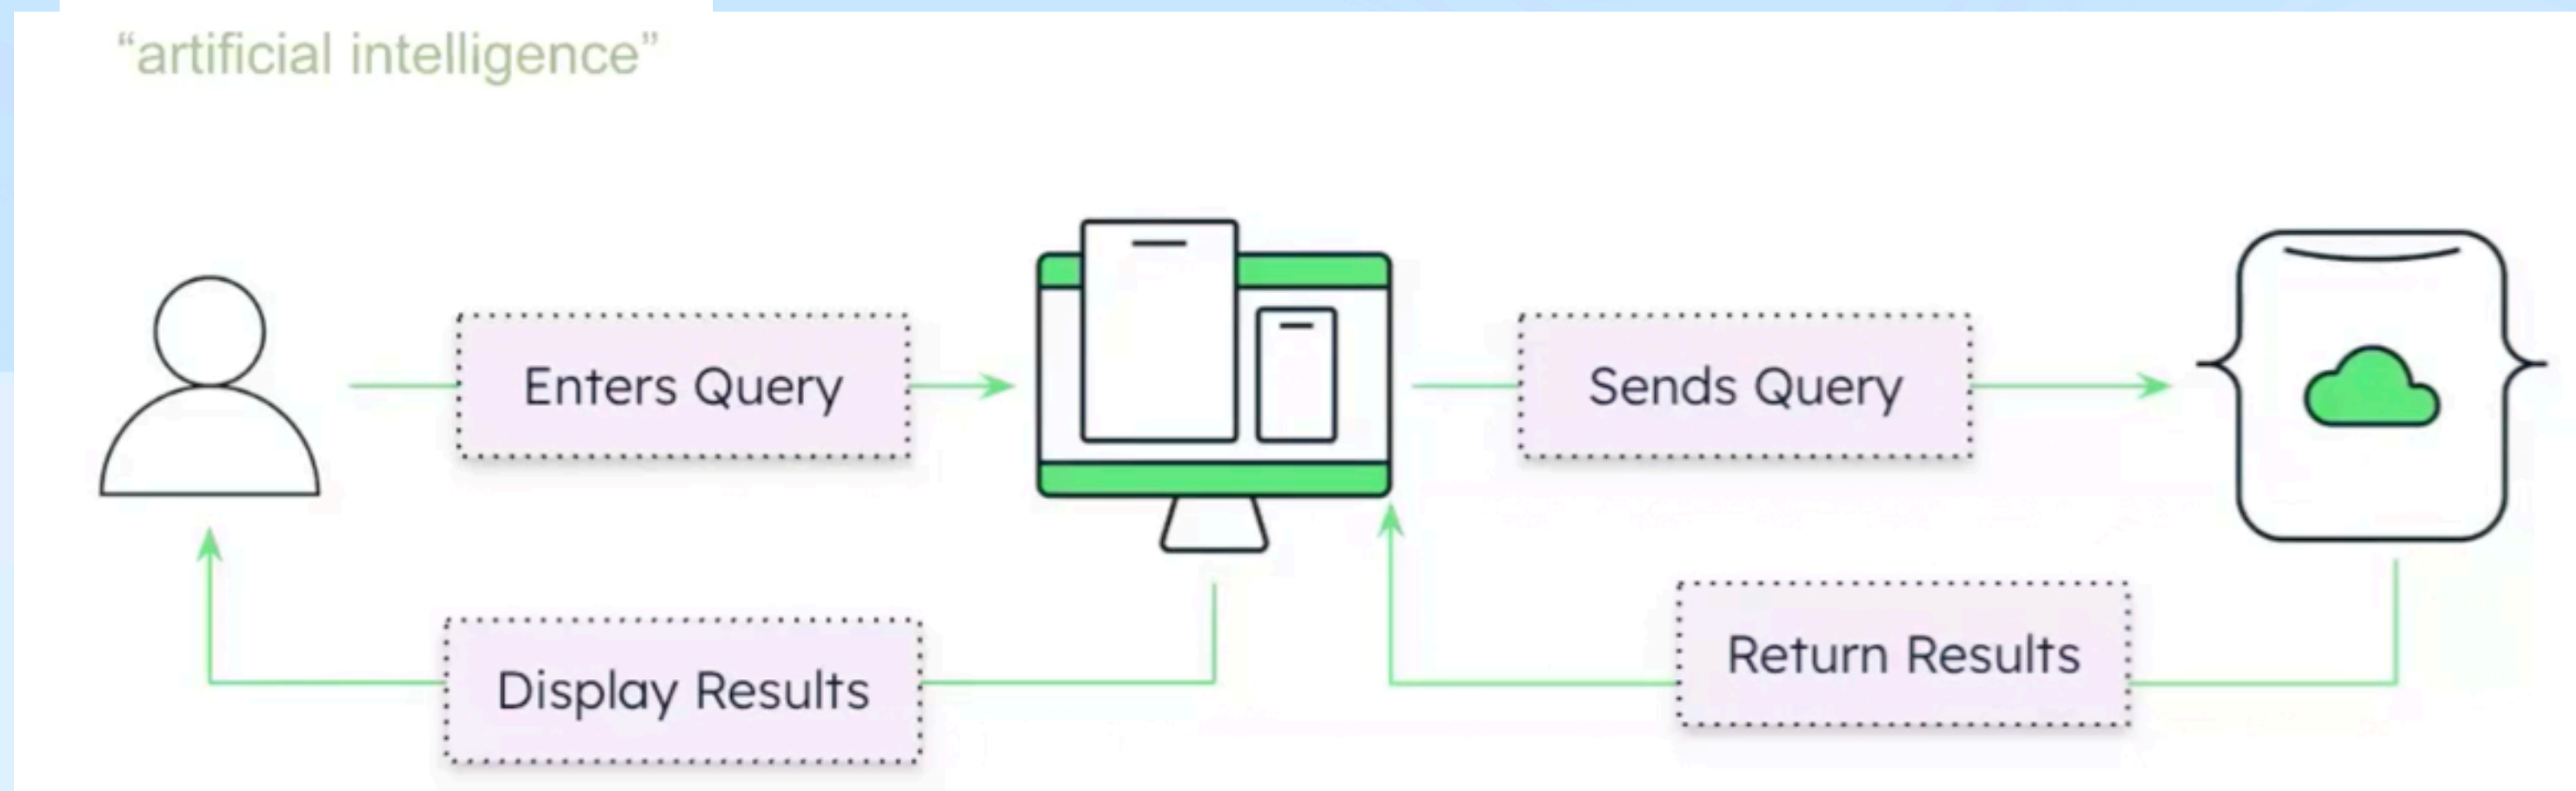 “artificial intelligence”
Enters Query
Sends Query
Display Results
Return Results